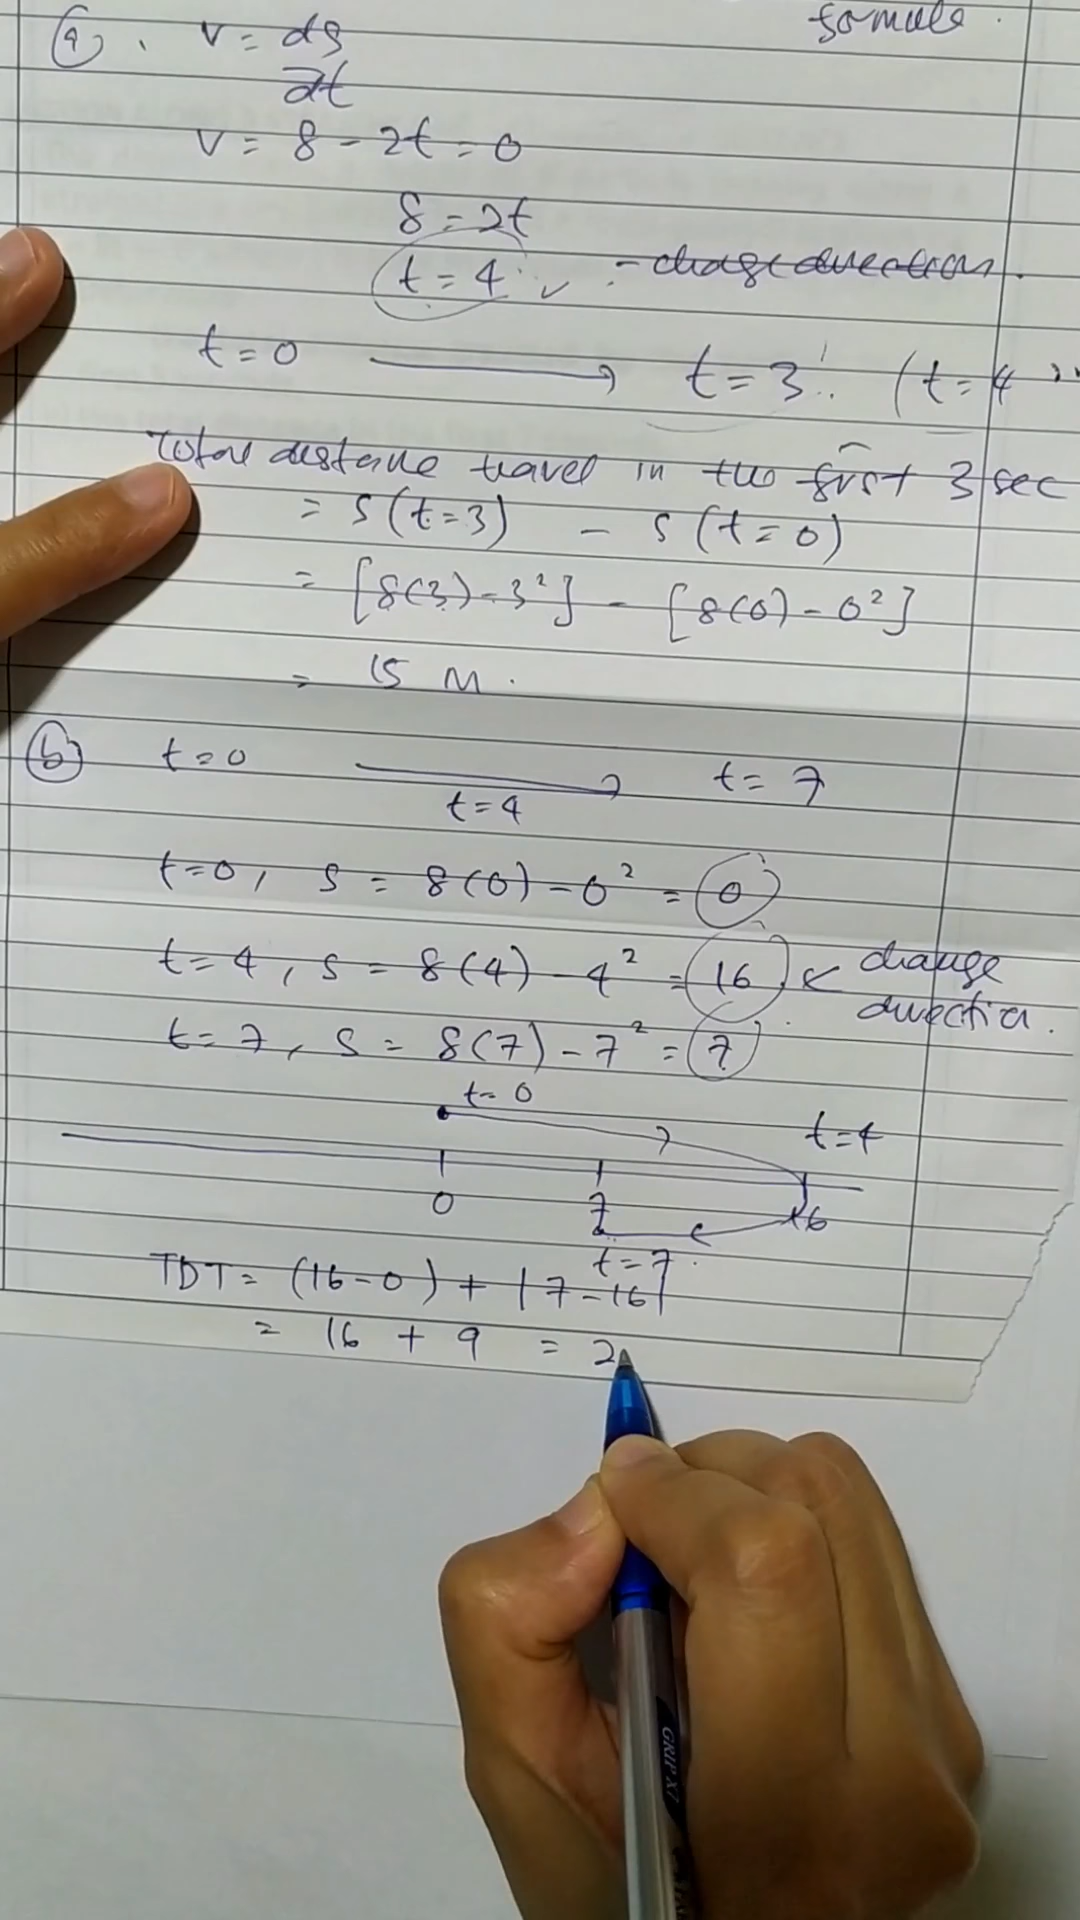 formula.
(a). v = ds
dt
v = 8 - 2t = 0
8 = 2t
t = 4 - change direction.
t = 0 → t = 3. (t = 4
Total distance travel in the first 3 sec
= s(t=3) - s(t=0)
= [8(3) - 3²] - [8(0) - 0²]
= 15 m.
(b) t = 0 → t = 7
t = 4
t = 0, s = 8(0) - 0² = 0
t = 4, s = 8(4) - 4² = 16 ← change
direction.
t = 7, s = 8(7) - 7² = 7
t = 0
t = 4
0 7 16
t = 7.
TDT = (16 - 0) + |7 - 16|
= 16 + 9 = 2
GRIP X7